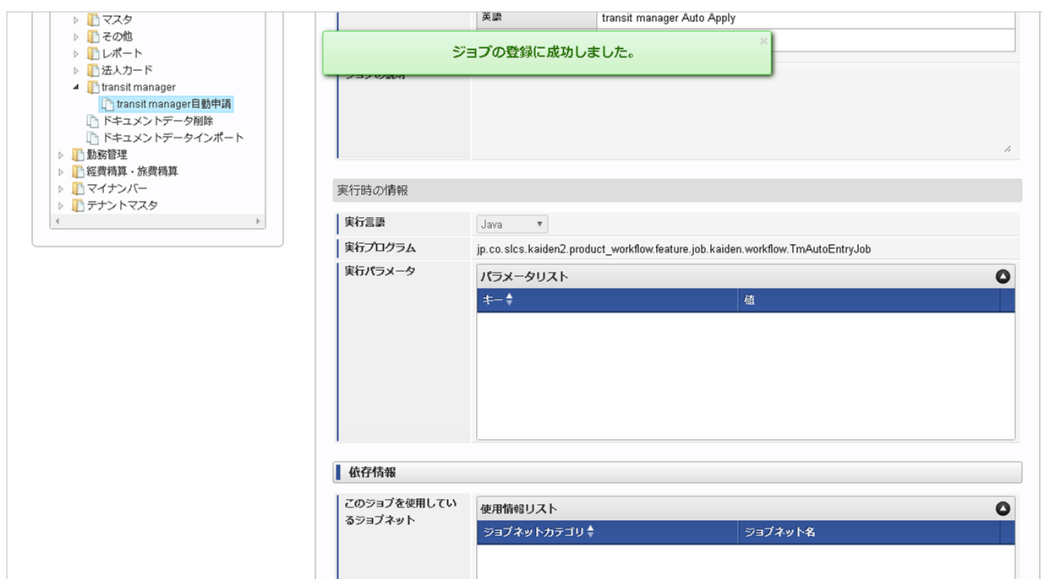 マスタ
その他
レポート
法人カード
transit manager
transit manager自動申請
ドキュメントデータ削除
ドキュメントデータインポート
勤務管理
経費精算・旅費精算
マイナンバー
テナントマスタ
英語
transit manager Auto Apply
ジョブの登録に成功しました。
×
ジョブの説明
実行時の情報
実行言語
Java
実行プログラム
jp.co.slcs.kaiden2.product_workflow.feature.job.kaiden.workflow.TmAutoEntryJob
実行パラメータ
パラメータリスト
キー
値
依存情報
このジョブを使用してい
るジョブネット
使用情報リスト
ジョブネットカテゴリ
ジョブネット名